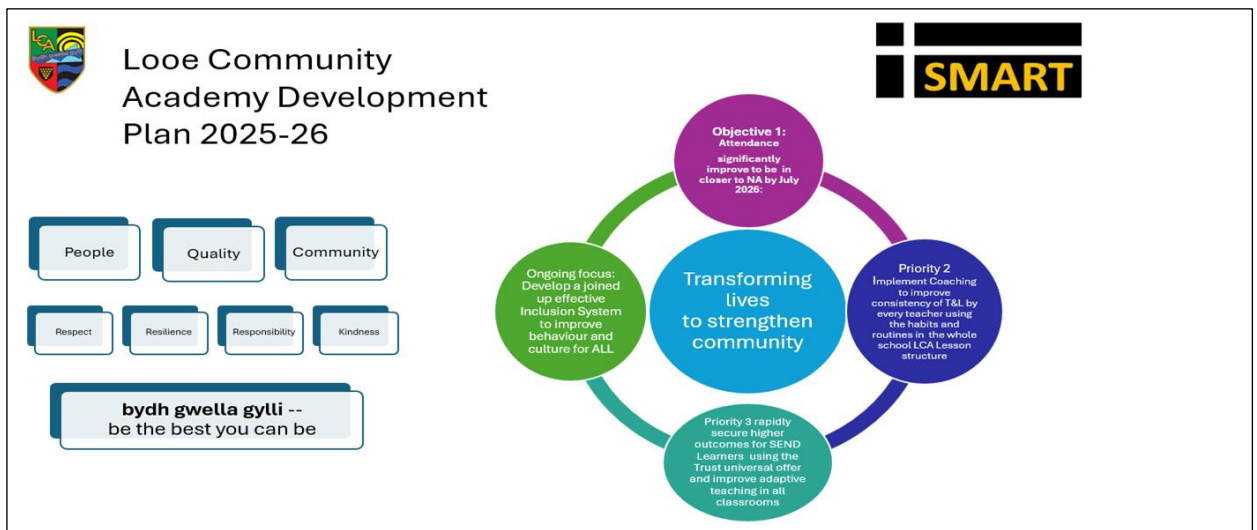 LCA
Looe Community
Academy Development
Plan 2025-26
SMART
People
Quality
Community
Respect
Resilience
Responsibility
Kindness
bydh gwella gylli --
be the best you can be
Objective 1:
Attendance
significantly
improve to be in
closer to NA by July
2026:
Priority 2
Implement Coaching
to improve
consistency of T&L by
every teacher using
the habits and
routines in the whole
school LCA Lesson
structure
Priority 3 rapidly
secure higher
outcomes for SEND
Learners using the
Trust universal offer
and improve adaptive
teaching in all
classrooms
Ongoing focus:
Develop a joined
up effective
Inclusion System
to improve
behaviour and
culture for ALL
Transforming
lives
to strengthen
community